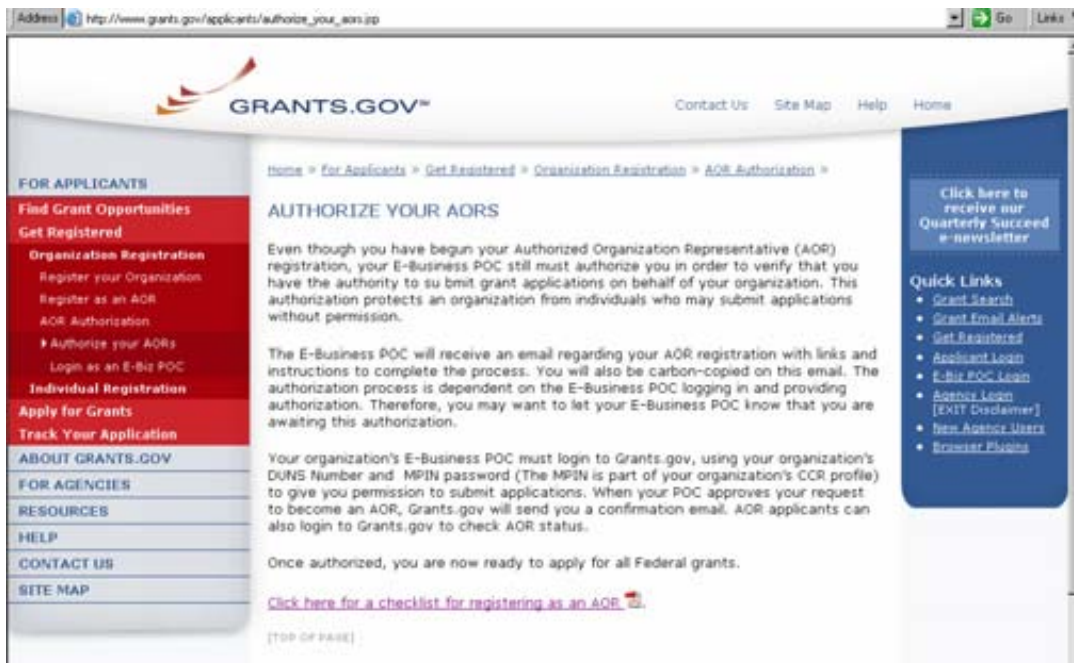 Address http://www.grants.gov/applicants/authorize_your_aors.jsp Go Links
GRANTS.GOV℠
Contact Us Site Map Help Home
FOR APPLICANTS
Find Grant Opportunities
Get Registered
Organization Registration
Register your Organization
Register as an AOR
AOR Authorization
Authorize your AORs
Login as an E-Biz POC
Individual Registration
Apply for Grants
Track Your Application
ABOUT GRANTS.GOV
FOR AGENCIES
RESOURCES
HELP
CONTACT US
SITE MAP
Home > For Applicants > Get Registered > Organization Registration > AOR Authorization >
AUTHORIZE YOUR AORS
Even though you have begun your Authorized Organization Representative (AOR)
registration, your E-Business POC still must authorize you in order to verify that you
have the authority to su bmit grant applications on behalf of your organization. This
authorization protects an organization from individuals who may submit applications
without permission.
The E-Business POC will receive an email regarding your AOR registration with links and
instructions to complete the process. You will also be carbon-copied on this email. The
authorization process is dependent on the E-Business POC logging in and providing
authorization. Therefore, you may want to let your E-Business POC know that you are
awaiting this authorization.
Your organization's E-Business POC must login to Grants.gov, using your organization's
DUNS Number and MPIN password (The MPIN is part of your organization's CCR profile)
to give you permission to submit applications. When your POC approves your request
to become an AOR, Grants.gov will send you a confirmation email. AOR applicants can
also login to Grants.gov to check AOR status.
Once authorized, you are now ready to apply for all Federal grants.
Click here for a checklist for registering as an AOR .
[TOP OF PAGE]
Click here to
receive our
Quarterly Succeed
e-newsletter
Quick Links
Grant Search
Grant Email Alerts
Get Registered
Applicant Login
E-Biz POC Login
Agency Login
[EXIT Disclaimer]
New Agency Users
Browser Plugins